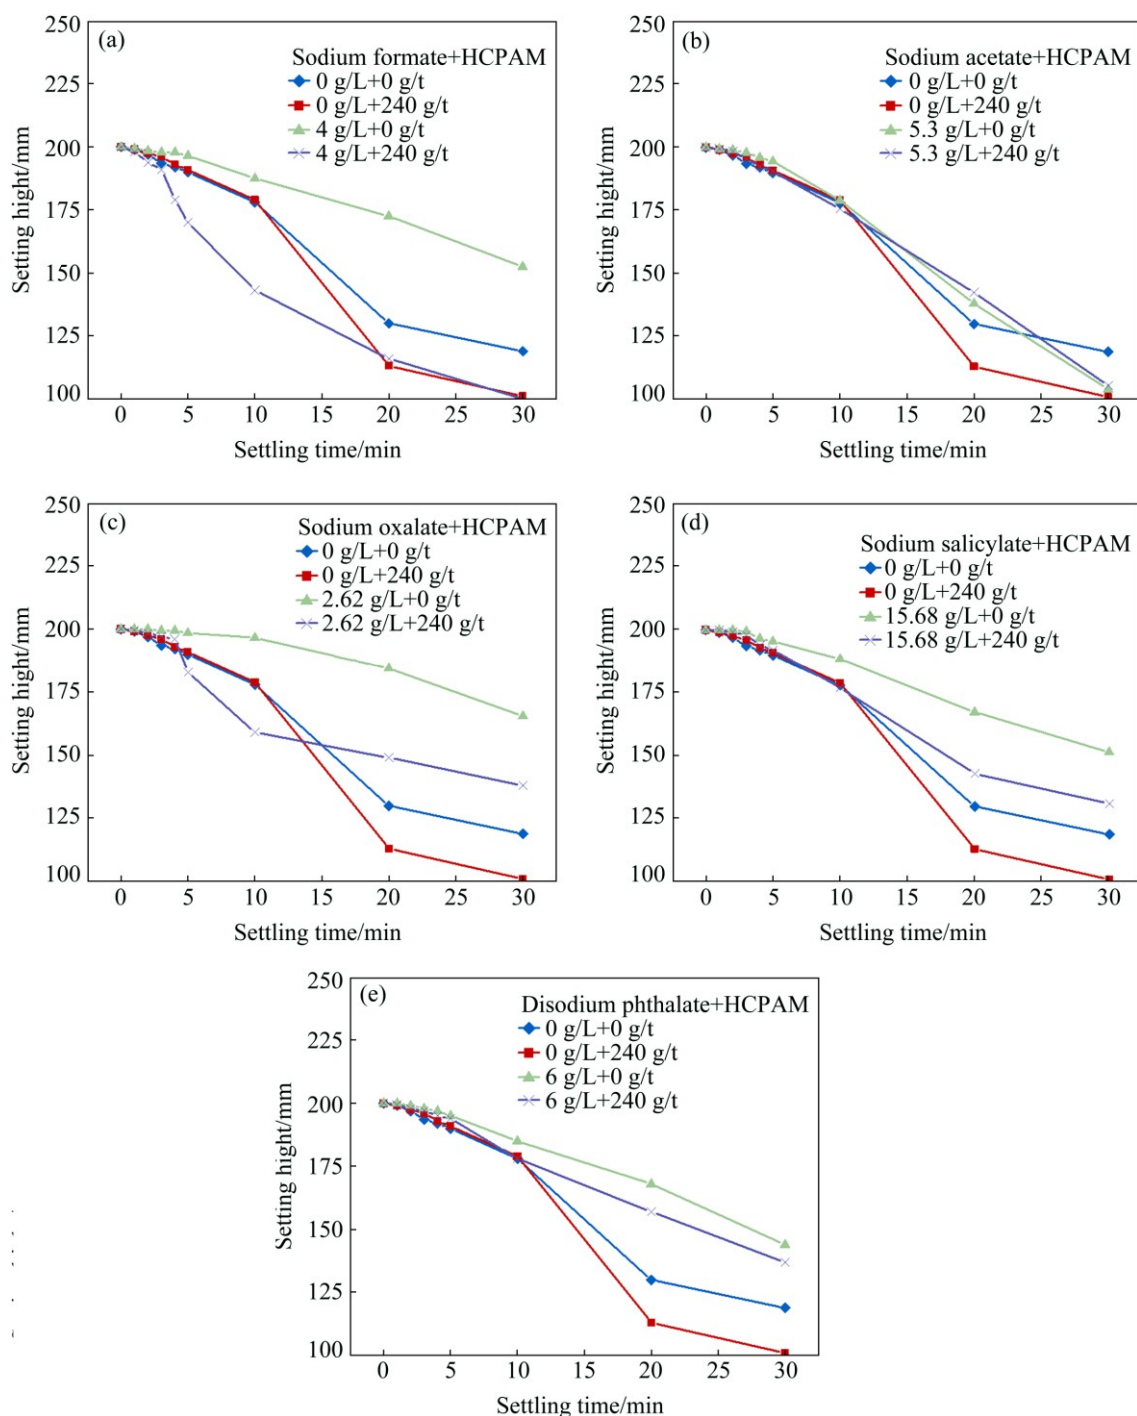 (a)
Sodium formate+HCPAM
0 g/L+0 g/t
0 g/L+240 g/t
4 g/L+0 g/t
4 g/L+240 g/t
250
225
200
175
150
125
100
Setting hight/mm
0 5 10 15 20 25 30
Settling time/min
(b)
Sodium acetate+HCPAM
0 g/L+0 g/t
0 g/L+240 g/t
5.3 g/L+0 g/t
5.3 g/L+240 g/t
250
225
200
175
150
125
100
Setting hight/mm
0 5 10 15 20 25 30
Settling time/min
(c)
Sodium oxalate+HCPAM
0 g/L+0 g/t
0 g/L+240 g/t
2.62 g/L+0 g/t
2.62 g/L+240 g/t
250
225
200
175
150
125
100
Setting hight/mm
0 5 10 15 20 25 30
Settling time/min
(d)
Sodium salicylate+HCPAM
0 g/L+0 g/t
0 g/L+240 g/t
15.68 g/L+0 g/t
15.68 g/L+240 g/t
250
225
200
175
150
125
100
Setting hight/mm
0 5 10 15 20 25 30
Settling time/min
(e)
Disodium phthalate+HCPAM
0 g/L+0 g/t
0 g/L+240 g/t
6 g/L+0 g/t
6 g/L+240 g/t
250
225
200
175
150
125
100
Setting hight/mm
0 5 10 15 20 25 30
Settling time/min